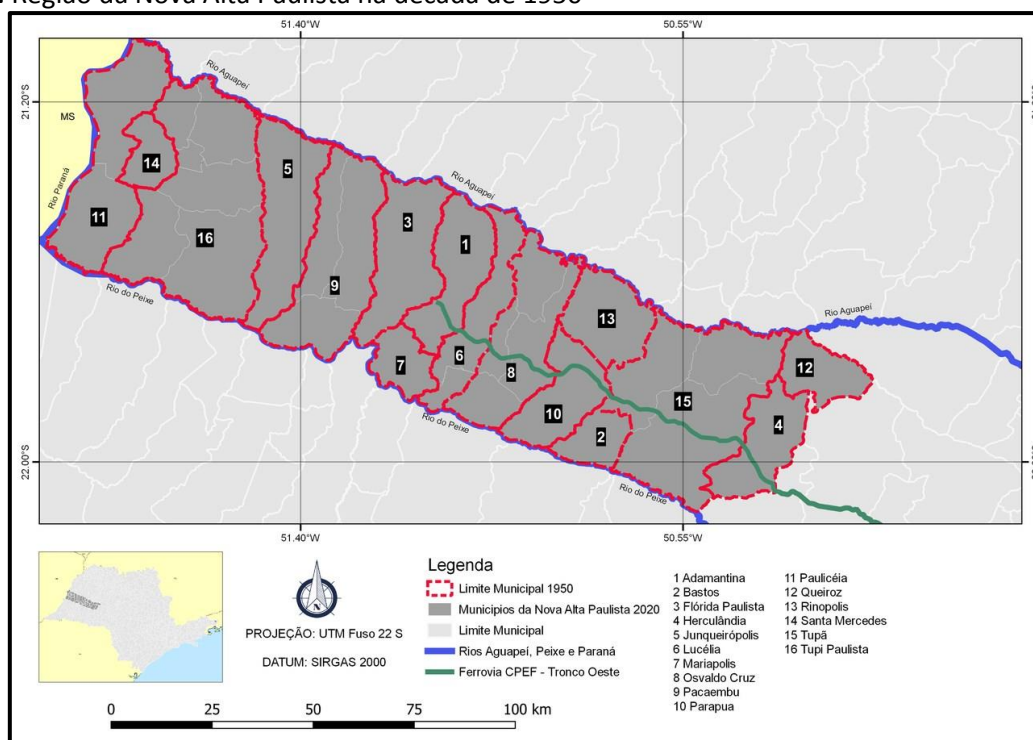 Região da Nova Alta Paulista na década de 1950
51.40°W
50.55°W
21.20°S
22.00°S
51.40°W
50.55°W
MS
Rio Paraná
Rio Aguapeí
Rio Aguapeí
Rio Aguapeí
Rio do Peixe
Rio do Peixe
Rio do Peixe
14
5
11
16
3
1
9
13
7
6
8
12
15
10
2
4
PROJEÇÃO: UTM Fuso 22 S
DATUM: SIRGAS 2000
N
Legenda
Limite Municipal 1950
Municipios da Nova Alta Paulista 2020
Limite Municipal
Rios Aguapeí, Peixe e Paraná
Ferrovia CPEF - Tronco Oeste
1 Adamantina
2 Bastos
3 Flórida Paulista
4 Herculândia
5 Junqueirópolis
6 Lucélia
7 Mariapolis
8 Osvaldo Cruz
9 Pacaembu
10 Parapua
11 Paulicéia
12 Queiroz
13 Rinopolis
14 Santa Mercedes
15 Tupã
16 Tupi Paulista
0 25 50 75 100 km